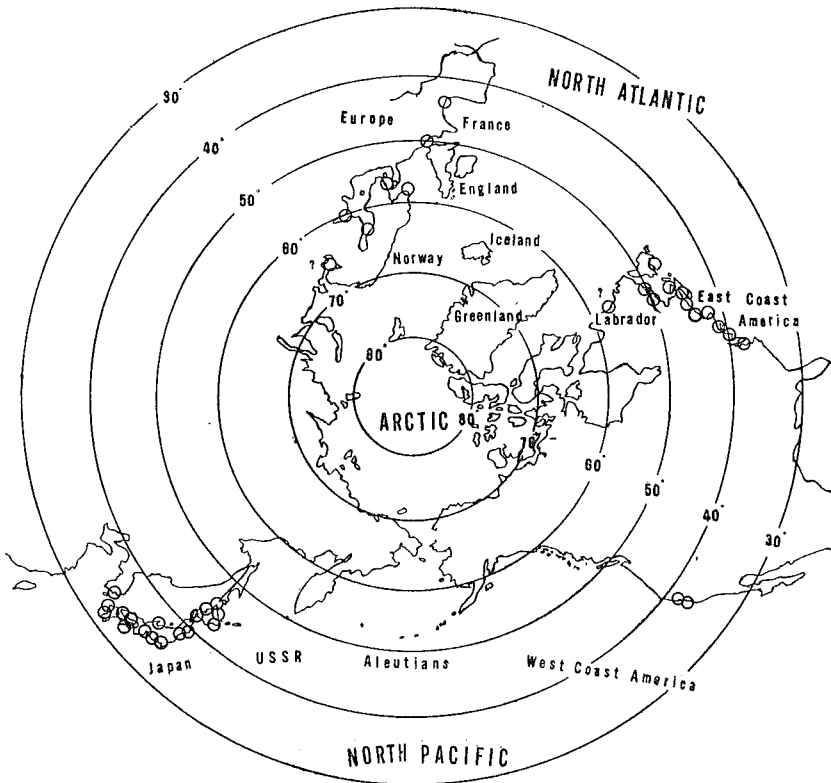 NORTH ATLANTIC
30°
Europe
France
40°
50°
England
60°
Iceland
?
Norway
?
70°
Greenland
Labrador
East Coast
America
80°
ARCTIC
80
70°
60°
50°
40°
30°
Japan
USSR
Aleutians
West Coast America
NORTH PACIFIC